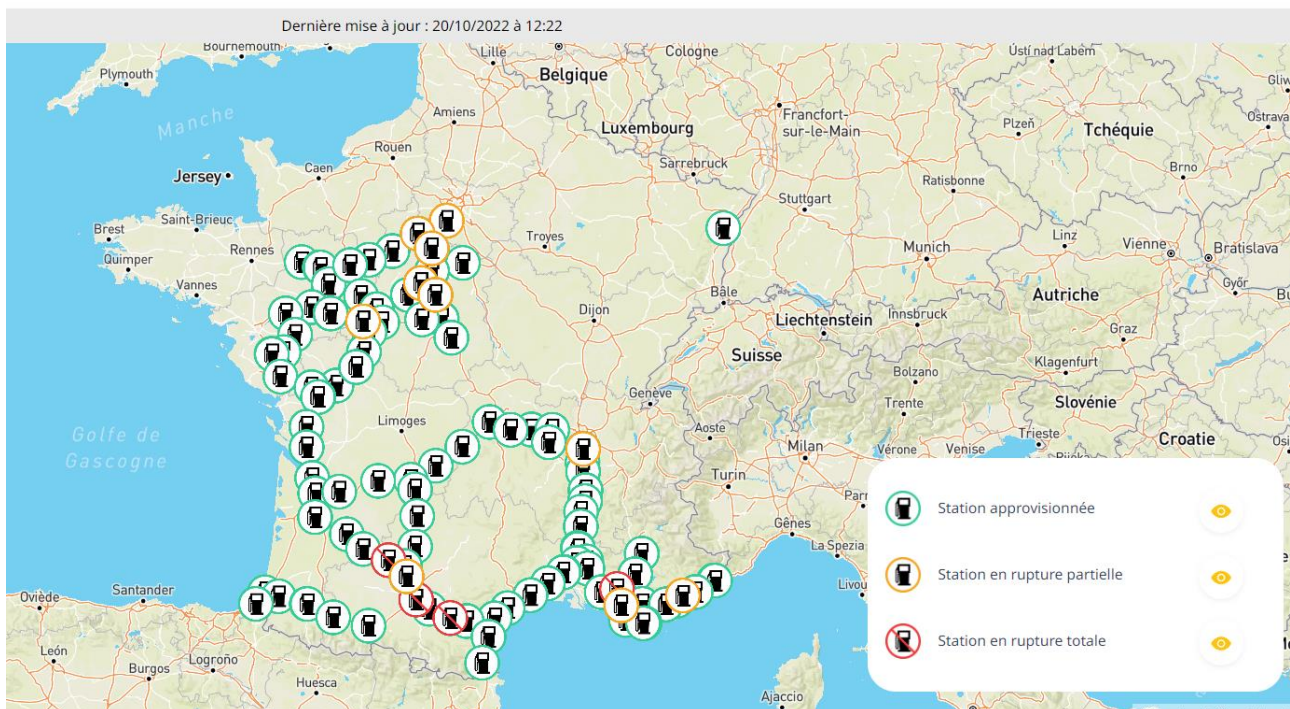 Dernière mise à jour : 20/10/2022 à 12:22
Bournemouth
Plymouth
Lille
Cologne
Ústí nad Labem
Belgique
Manche
Amiens
Francfort-
sur-le-Main
Plzeň
Tchéquie
Ostrava
Luxembourg
Rouen
Jersey
Caen
Sarrebruck
Ratisbonne
Brno
Stuttgart
Saint-Brieuc
Brest
Rennes
Quimper
Troyes
Munich
Linz
Vienne
Bratislava
Vannes
Győr
Bâle
Autriche
Dijon
Liechtenstein
Innsbruck
Graz
Suisse
Klagenfurt
Bolzano
Genève
Trente
Slovénie
Limoges
Aoste
Trieste
Croatie
Golfe de
Gascogne
Milan
Vérone
Venise
Turin
Gênes
La Spezia
Station approvisionnée
Station en rupture partielle
Station en rupture totale
Oviédo
Santander
León
Burgos
Logroño
Huesca
Ajaccio